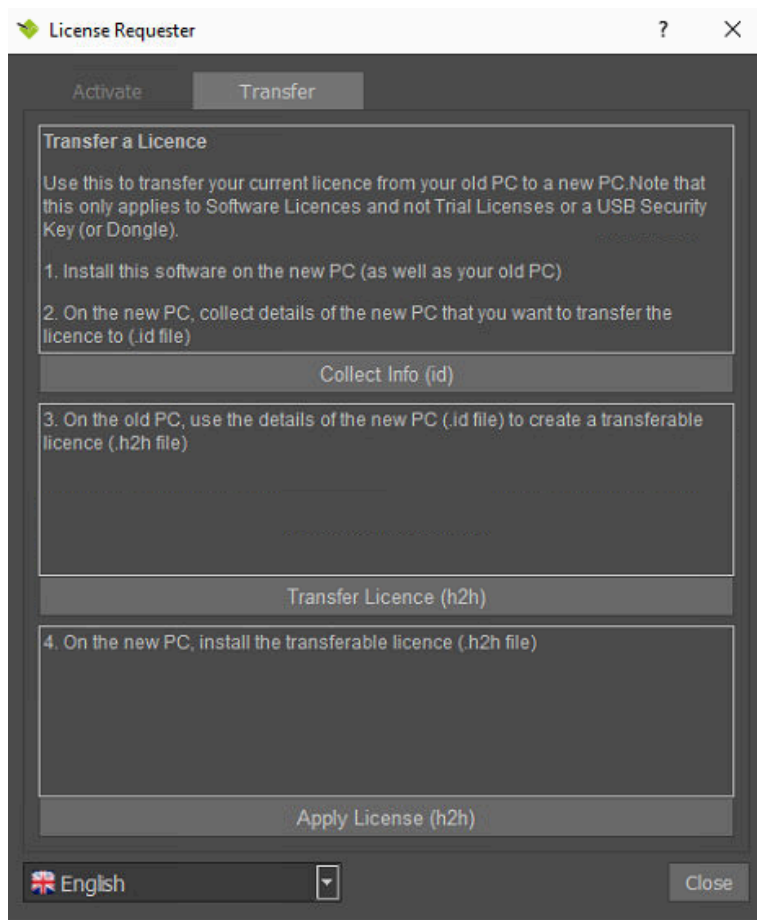 License Requester
?
Activate
Transfer
Transfer a Licence
Use this to transfer your current licence from your old PC to a new PC.Note that
this only applies to Software Licences and not Trial Licenses or a USB Security
Key (or Dongle).
1. Install this software on the new PC (as well as your old PC)
2. On the new PC, collect details of the new PC that you want to transfer the
licence to (.id file)
Collect Info (id)
3. On the old PC, use the details of the new PC (.id file) to create a transferable
licence (.h2h file)
Transfer Licence (h2h)
4. On the new PC, install the transferable licence (.h2h file)
Apply License (h2h)
English
Close